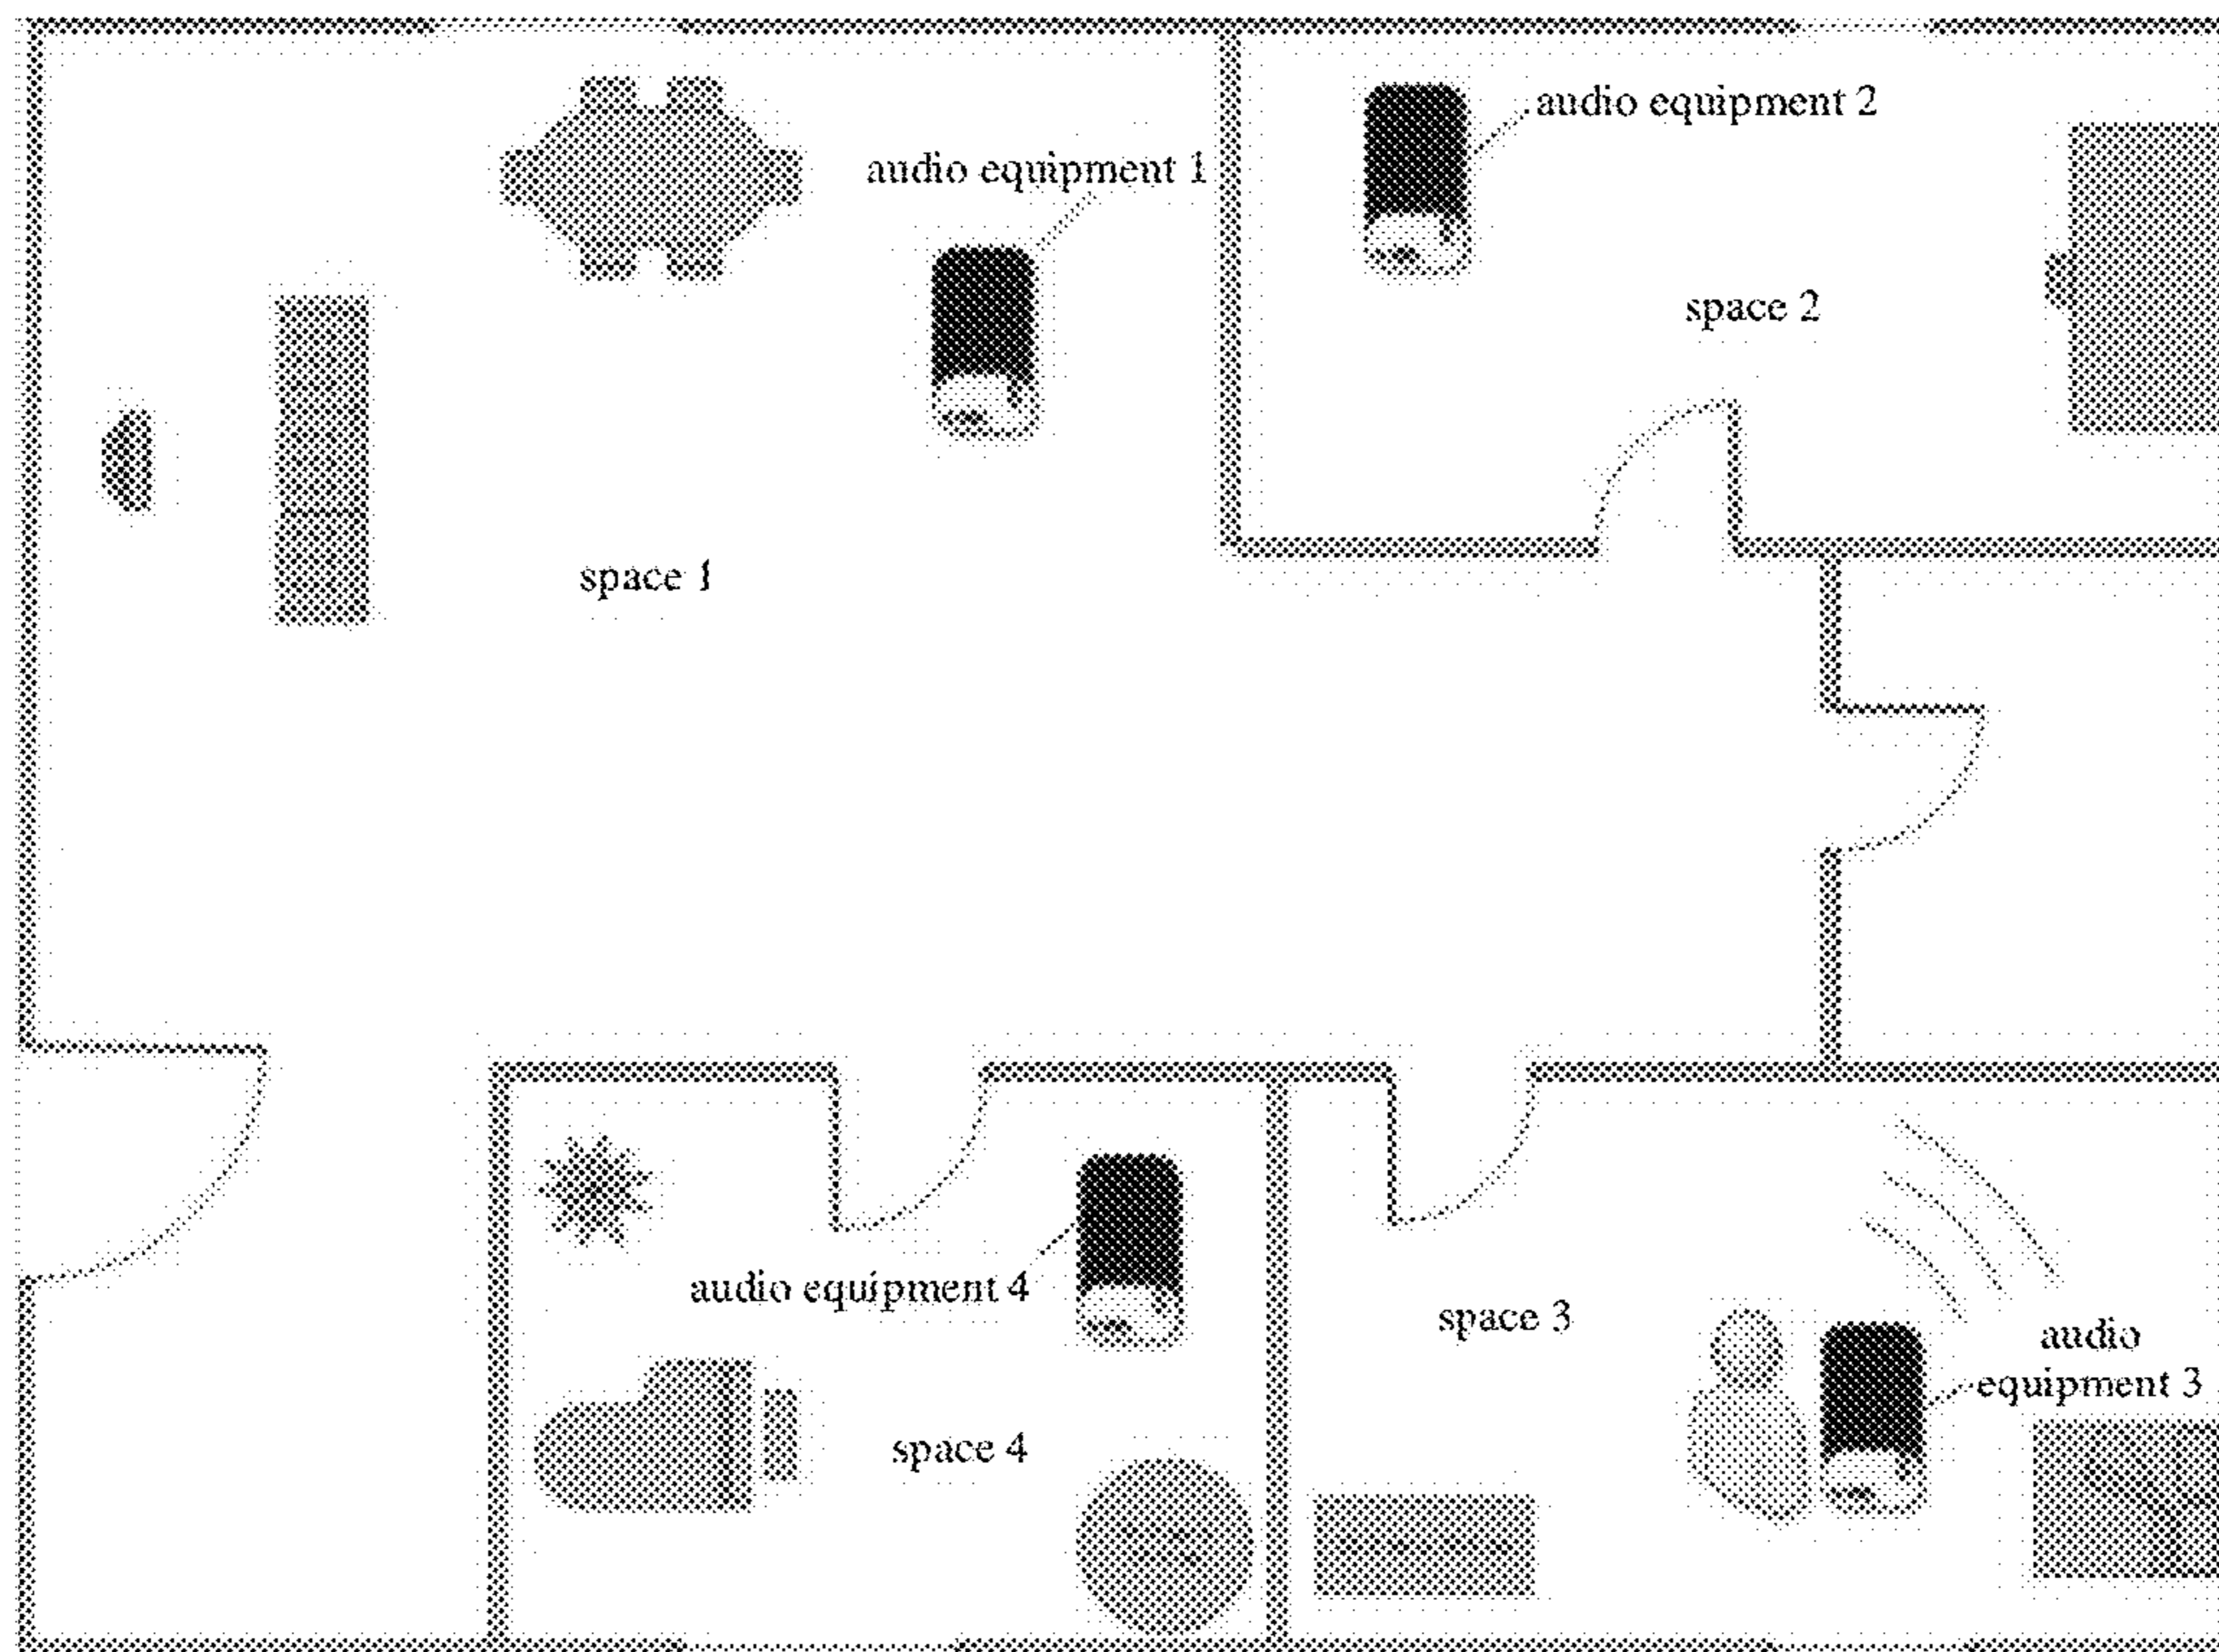 audio equipment 2
audio equipment 1
space 2
space 1
audio equipment 4
space 3
audio
equipment 3
space 4